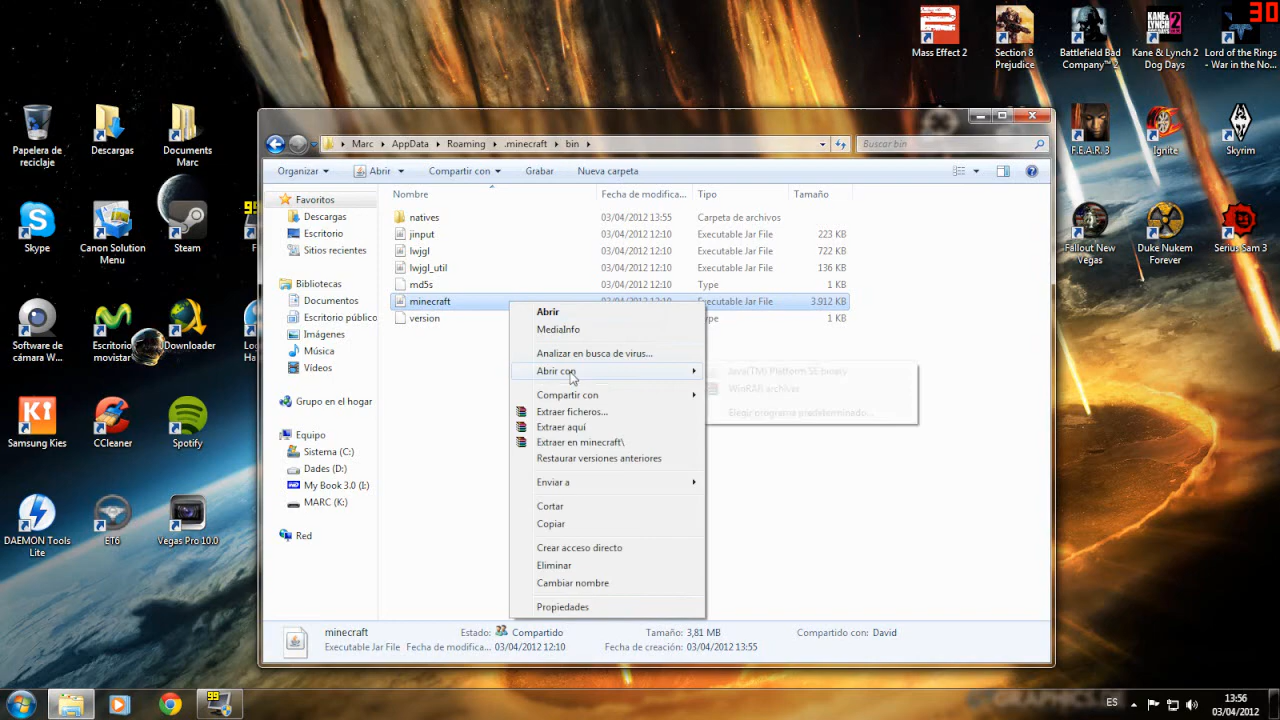 30
Mass Effect 2
Section 8
Prejudice
Battlefield Bad
Company™ 2
Kane & Lynch 2
Dog Days
Lord of the Rings
- War in the No...
Papelera de
reciclaje
Descargas
Documents
Marc
Skype
Canon Solution
Menu
Steam
Software de
cámara W...
Escritorio
movistar
Downloader
Samsung Kies
CCleaner
Spotify
DAEMON Tools
Lite
ET6
Vegas Pro 10.0
F.E.A.R. 3
Ignite
Skyrim
Fallout New
Vegas
Duke Nukem
Forever
Serius Sam 3
Marc
AppData
Roaming
.minecraft
bin
Buscar bin
Organizar
Abrir
Compartir con
Grabar
Nueva carpeta
Favoritos
Descargas
Escritorio
Sitios recientes
Bibliotecas
Documentos
Escritorio público
Imágenes
Música
Vídeos
Grupo en el hogar
Equipo
Sistema (C:)
Dades (D:)
My Book 3.0 (I:)
MARC (K:)
Red
Nombre
Fecha de modifica...
Tipo
Tamaño
natives 03/04/2012 13:55 Carpeta de archivos
jinput 03/04/2012 12:10 Executable Jar File 223 KB
lwjgl 03/04/2012 12:10 Executable Jar File 722 KB
lwjgl_util 03/04/2012 12:10 Executable Jar File 136 KB
md5s 03/04/2012 12:10 Type 1 KB
minecraft 03/04/2012 12:10 Executable Jar File 3.912 KB
version 1 KB
Abrir
MediaInfo
Analizar en busca de virus...
Abrir con
Compartir con
Extraer ficheros...
Extraer aquí
Extraer en minecraft\
Restaurar versiones anteriores
Enviar a
Cortar
Copiar
Crear acceso directo
Eliminar
Cambiar nombre
Propiedades
Java(TM) Platform SE binary
WinRAR archiver
Elegir programa predeterminado...
minecraft
Executable Jar File
Estado: Compartido
Fecha de modifica... 03/04/2012 12:10
Tamaño: 3,81 MB
Fecha de creación: 03/04/2012 13:55
Compartido con: David
99
ES
13:56
03/04/2012